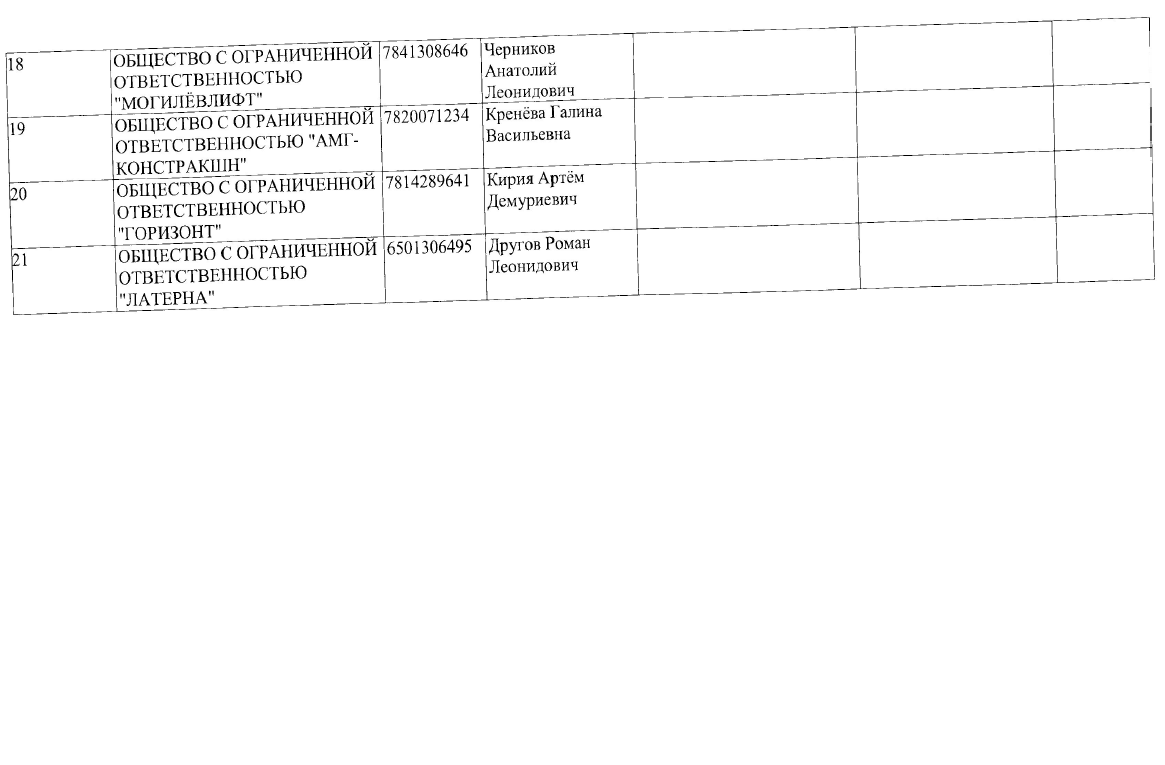 18
ОБЩЕСТВО С ОГРАНИЧЕННОЙ
ОТВЕТСТВЕННОСТЬЮ
"МОГИЛЁВЛИФТ"
7841308646
Черников
Анатолий
Леонидович
19
ОБЩЕСТВО С ОГРАНИЧЕННОЙ
ОТВЕТСТВЕННОСТЬЮ "АМГ-
КОНСТРАКШН"
7820071234
Кренёва Галина
Васильевна
20
ОБЩЕСТВО С ОГРАНИЧЕННОЙ
ОТВЕТСТВЕННОСТЬЮ
"ГОРИЗОНТ"
7814289641
Кирия Артём
Демуриевич
21
ОБЩЕСТВО С ОГРАНИЧЕННОЙ
ОТВЕТСТВЕННОСТЬЮ
"ЛАТЕРНА"
6501306495
Другов Роман
Леонидович